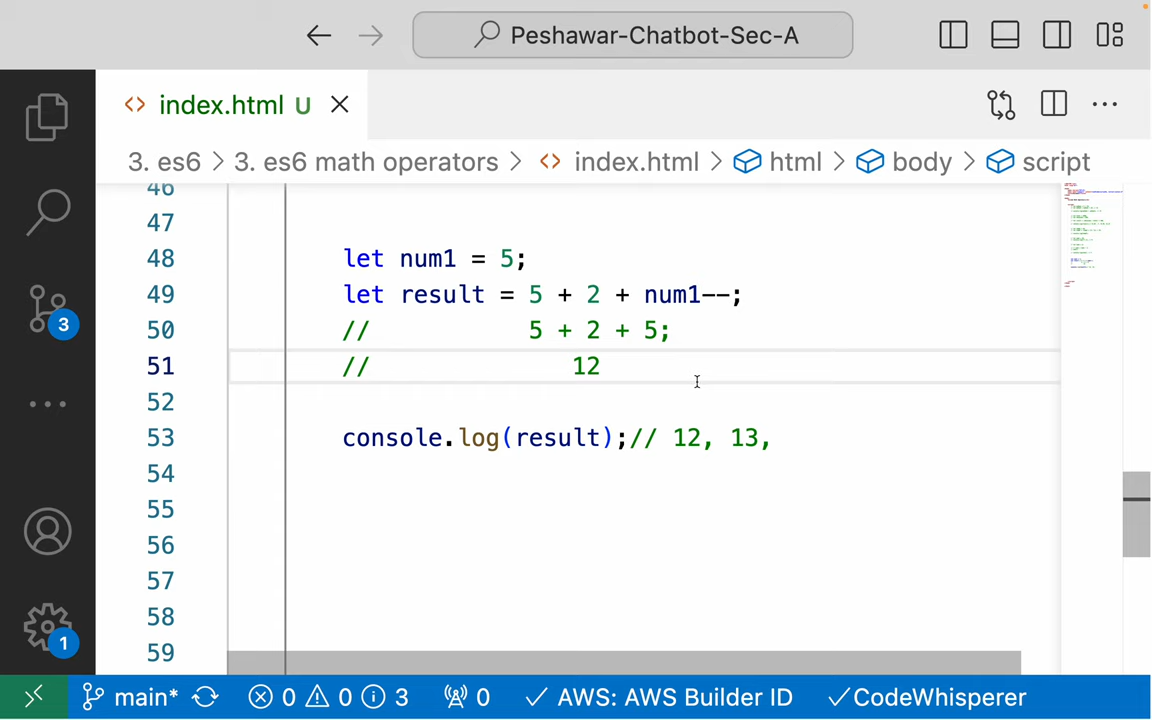 Peshawar-Chatbot-Sec-A
index.html U
3. es6 > 3. es6 math operators > index.html > html > body > script
46
47
48 let num1 = 5;
49 let result = 5 + 2 + num1--;
50 // 5 + 2 + 5;
51 // 12
52
53 console.log(result);// 12, 13,
54
55
56
57
58
59
3
1
main* 0 0 3 0 AWS: AWS Builder ID CodeWhisperer